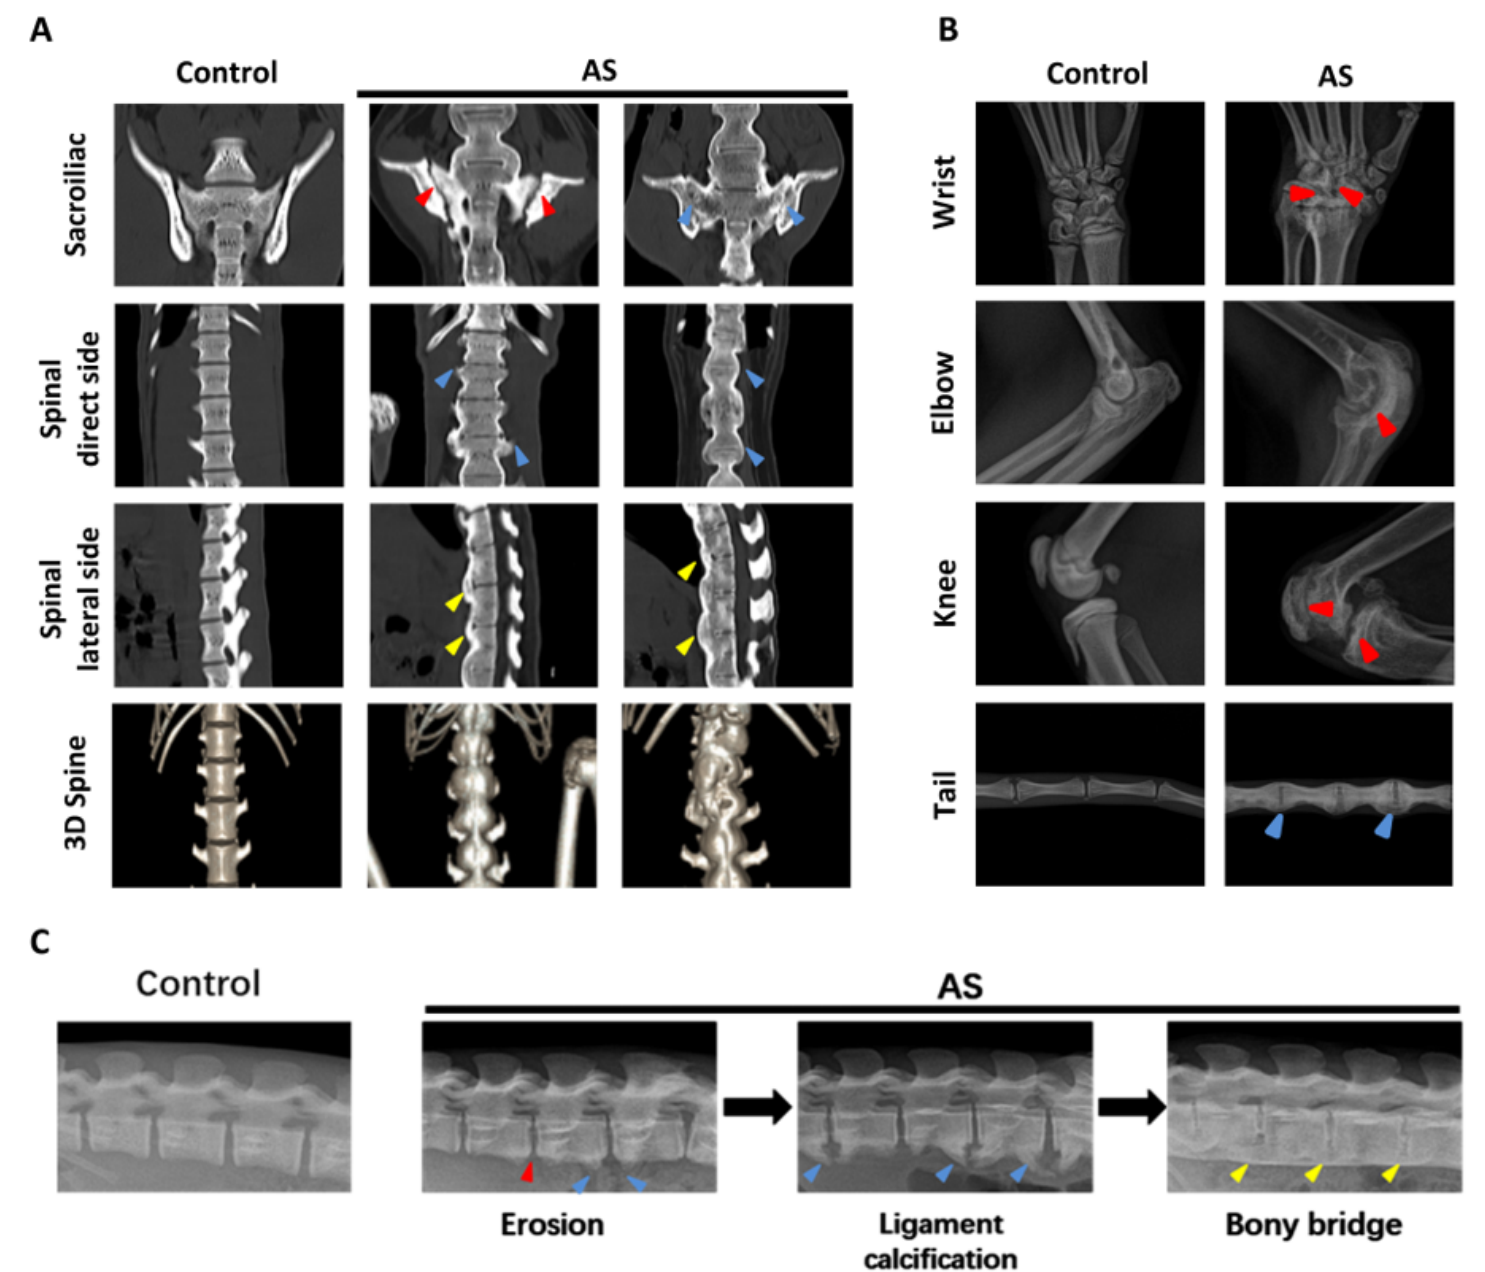 A
Control
AS
Sacroiliac
Spinal
direct side
Spinal
lateral side
3D Spine
B
Control
AS
Wrist
Elbow
Knee
Tail
C
Control
AS
Erosion
Ligament
calcification
Bony bridge